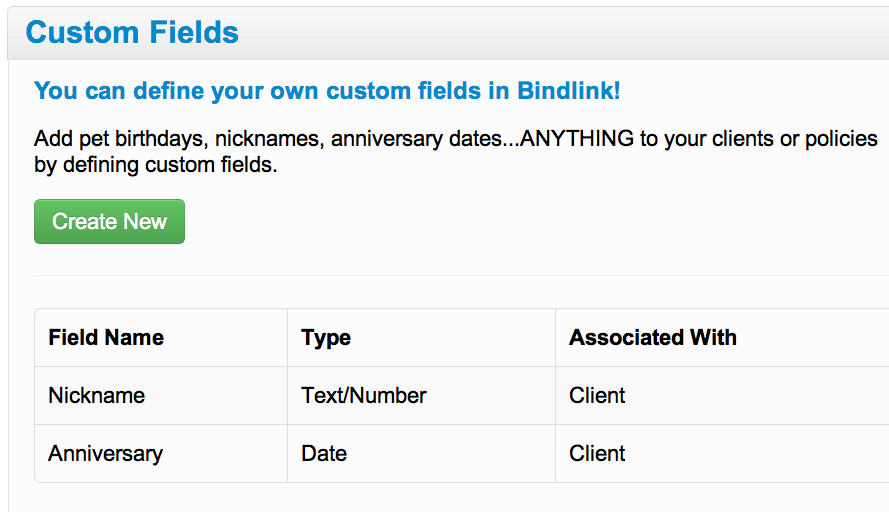 Custom Fields
You can define your own custom fields in Bindlink!
Add pet birthdays, nicknames, anniversary dates...ANYTHING to your clients or policies
by defining custom fields.
Create New
Field Name Type Associated With
Nickname Text/Number Client
Anniversary Date Client